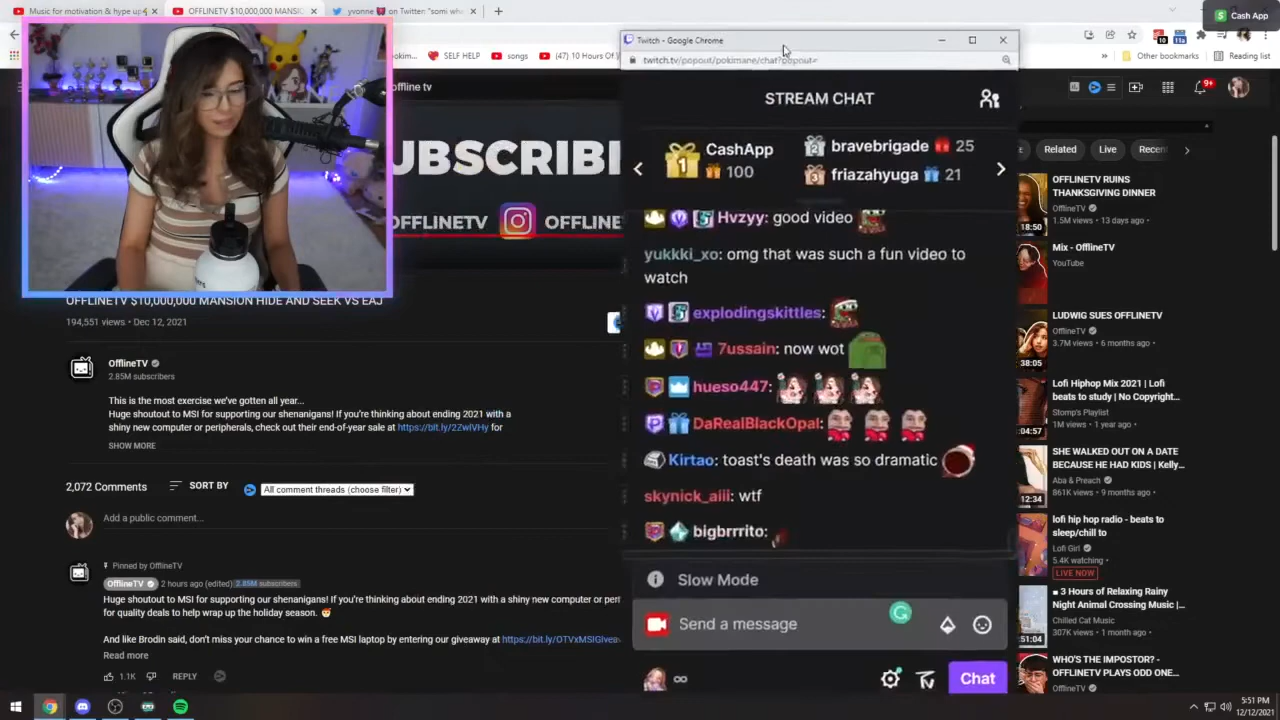 Music for motivation & hype up
OFFLINETV $10,000,000 MANSI
yvonne on Twitter: "somi wh
Cash App
SELF HELP
songs
(47) 10 Hours Of
Other bookmarks
Reading list
Twitch - Google Chrome
twitch.tv/popout/pokimane/chat?popout=
offline tv
9+
STREAM CHAT
Related
Live
Recent
UBSCRIBI
OFFLINETV
OFFLINE
CashApp
100
bravebrigade 25
friazahyuga 21
Hvzyy: good video
yukkki_xo: omg that was such a fun video to
watch
explodingskittles:
7ussain: now wot
hueso447:
DaRealBlackOpal:
Kirtao: toast's death was so dramatic
skynick_aiii: wtf
bigbrrrito:
Slow Mode
Send a message
Chat
OFFLINETV $10,000,000 MANSION HIDE AND SEEK VS EAJ
194,551 views • Dec 12, 2021
OfflineTV
2.85M subscribers
This is the most exercise we've gotten all year...
Huge shoutout to MSI for supporting our shenanigans! If you're thinking about ending 2021 with a
shiny new computer or peripherals, check out their end-of-year sale at https://bit.ly/2ZwIVHy for
SHOW MORE
2,072 Comments
SORT BY
All comment threads (choose filter)
Add a public comment...
Pinned by OfflineTV
OfflineTV 2 hours ago (edited) 2.85M subscribers
Huge shoutout to MSI for supporting our shenanigans! If you're thinking about ending 2021 with a shiny new computer or per
for quality deals to help wrap up the holiday season.
And like Brodin said, don't miss your chance to win a free MSI laptop by entering our giveaway at https://bit.ly/OTVxMSIGivea
Read more
1.1K
REPLY
OFFLINETV RUINS
THANKSGIVING DINNER
OfflineTV
1.5M views • 13 days ago
18:50
Mix - OfflineTV
YouTube
LUDWIG SUES OFFLINETV
OfflineTV
3.7M views • 6 months ago
38:05
Lofi Hiphop Mix 2021 | Lofi
beats to study | No Copyright...
Stomp's Playlist
1M views • 1 year ago
:04:57
SHE WALKED OUT ON A DATE
BECAUSE HE HAD KIDS | Kelly...
Aba & Preach
861K views • 9 months ago
12:34
lofi hip hop radio - beats to
sleep/chill to
Lofi Girl
5.4K watching
LIVE NOW
3 Hours of Relaxing Rainy
Night Animal Crossing Music |...
Chilled Cat Music
307K views • 1 month ago
51:04
WHO'S THE IMPOSTOR? -
OFFLINETV PLAYS ODD ONE...
OfflineTV
5:51 PM
12/12/2021